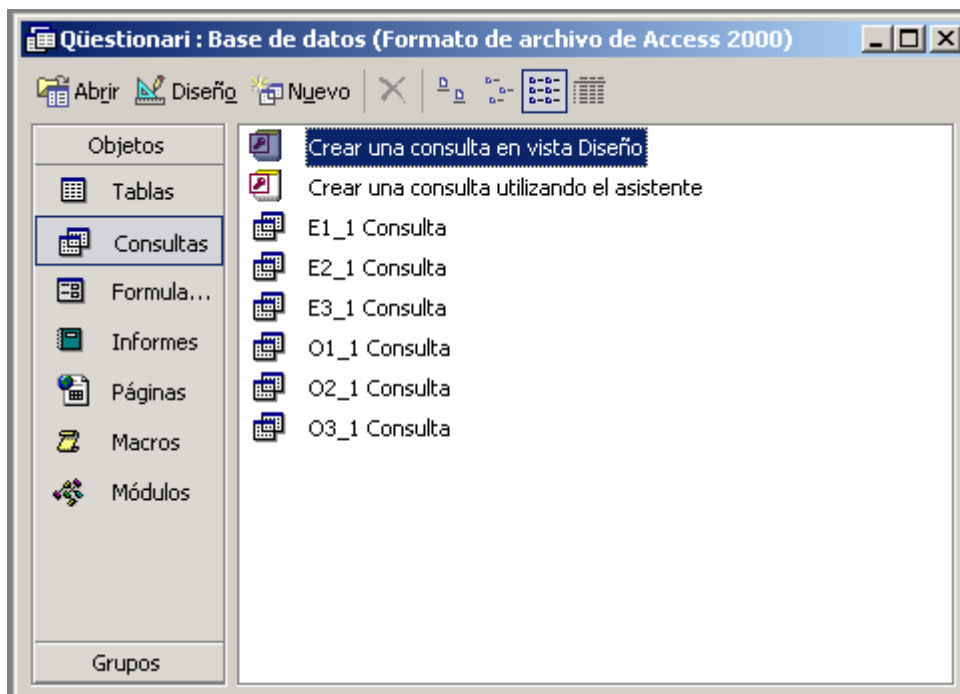 Qüestionari : Base de datos (Formato de archivo de Access 2000)
Abrir Diseño Nuevo
Objetos
Tablas
Consultas
Formula...
Informes
Páginas
Macros
Módulos
Grupos
Crear una consulta en vista Diseño
Crear una consulta utilizando el asistente
E1_1 Consulta
E2_1 Consulta
E3_1 Consulta
O1_1 Consulta
O2_1 Consulta
O3_1 Consulta